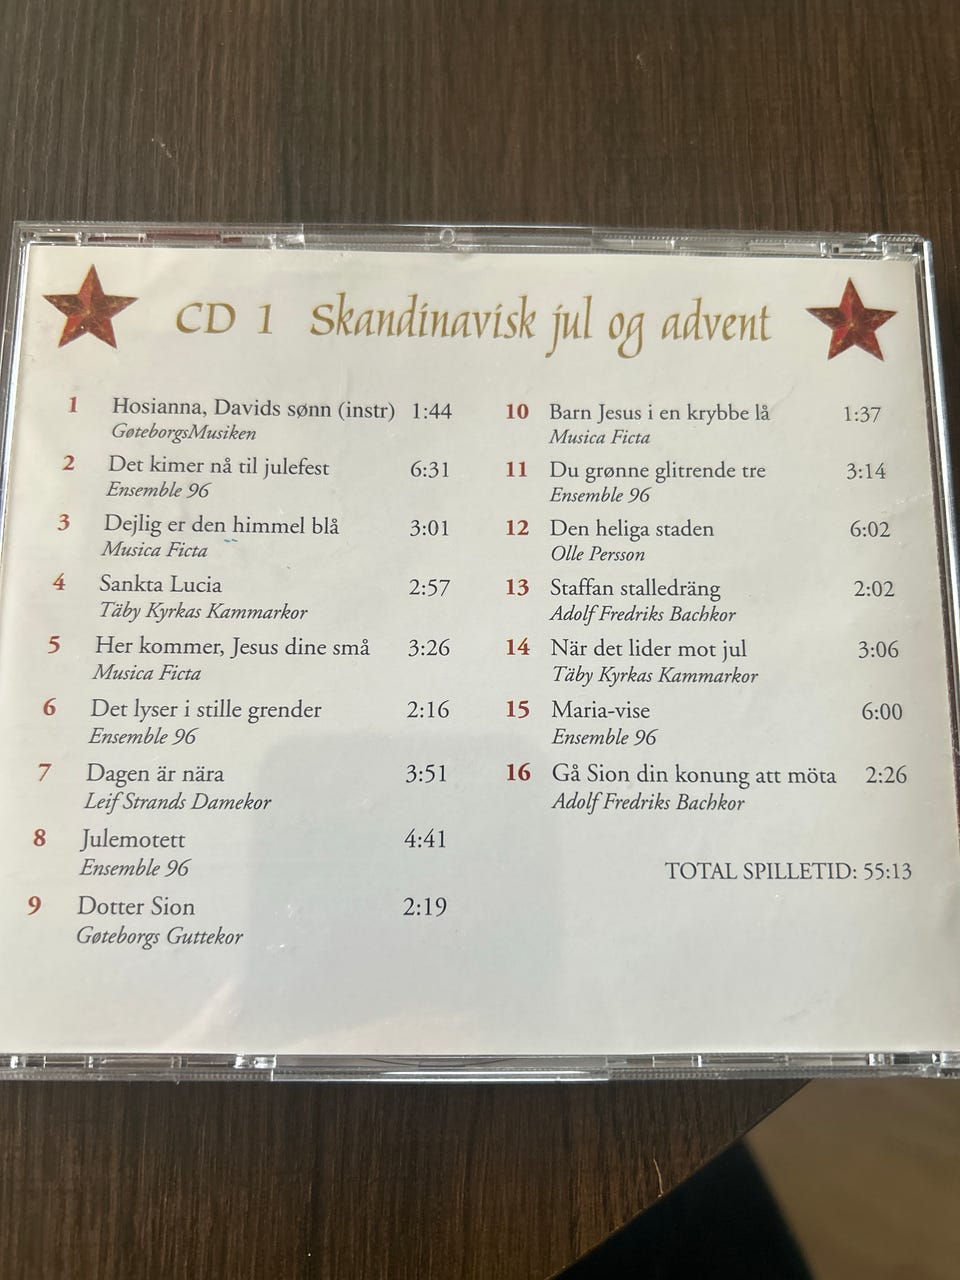 CD 1 Skandinavisk jul og advent
1 Hosianna, Davids sønn (instr) 1:44
GøteborgsMusiken
2 Det kimer nå til julefest 6:31
Ensemble 96
3 Dejlig er den himmel blå 3:01
Musica Ficta
4 Sankta Lucia 2:57
Täby Kyrkas Kammarkor
5 Her kommer, Jesus dine små 3:26
Musica Ficta
6 Det lyser i stille grender 2:16
Ensemble 96
7 Dagen är nära 3:51
Leif Strands Damekor
8 Julemotett 4:41
Ensemble 96
9 Dotter Sion 2:19
Gøteborgs Guttekor
10 Barn Jesus i en krybbe lå 1:37
Musica Ficta
11 Du grønne glitrende tre 3:14
Ensemble 96
12 Den heliga staden 6:02
Olle Persson
13 Staffan stalledräng 2:02
Adolf Fredriks Bachkor
14 När det lider mot jul 3:06
Täby Kyrkas Kammarkor
15 Maria-vise 6:00
Ensemble 96
16 Gå Sion din konung att möta 2:26
Adolf Fredriks Bachkor
TOTAL SPILLETID: 55:13